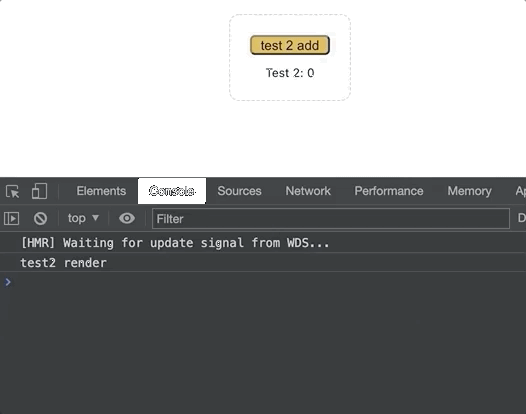 test 2 add
Test 2: 0
Elements Console Sources Network Performance Memory Ap
top ▼ Filter D
[HMR] Waiting for update signal from WDS...
test2 render
>